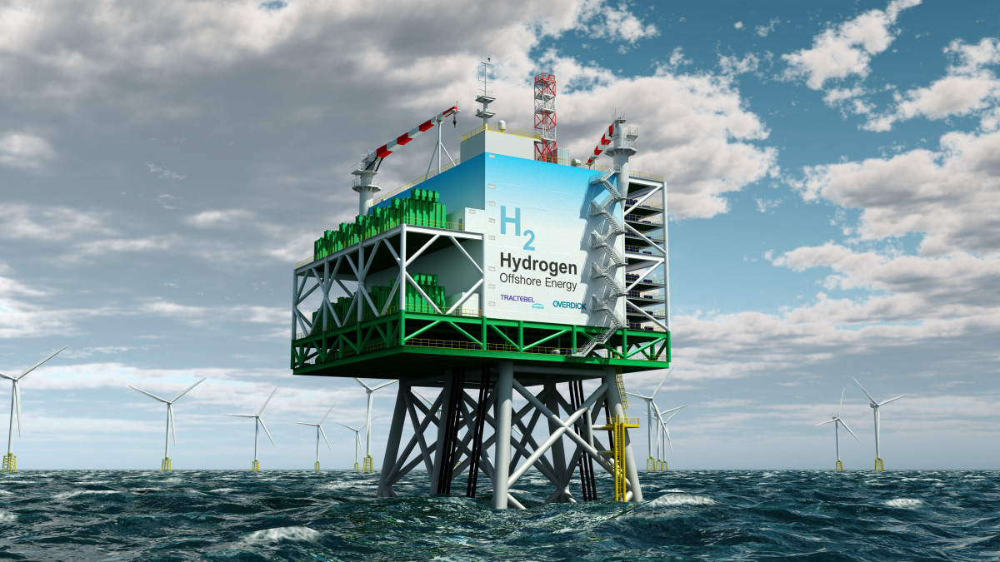 H2
Hydrogen
Offshore Energy
TRACTEBEL
OVERDICK